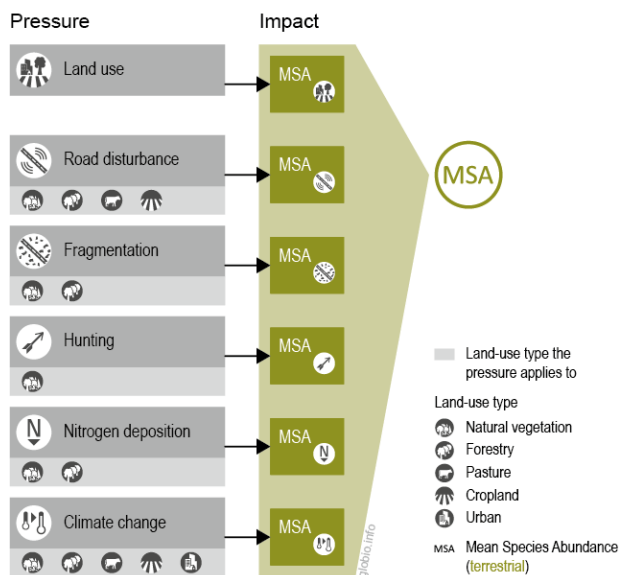 Pressure
Impact
Land use
MSA
Road disturbance
MSA
MSA
Fragmentation
MSA
Hunting
MSA
Land-use type the
pressure applies to
Land-use type
Natural vegetation
Forestry
Pasture
Cropland
Urban
MSA Mean Species Abundance
(terrestrial)
Nitrogen deposition
N
MSA
N
Climate change
MSA
globio.info